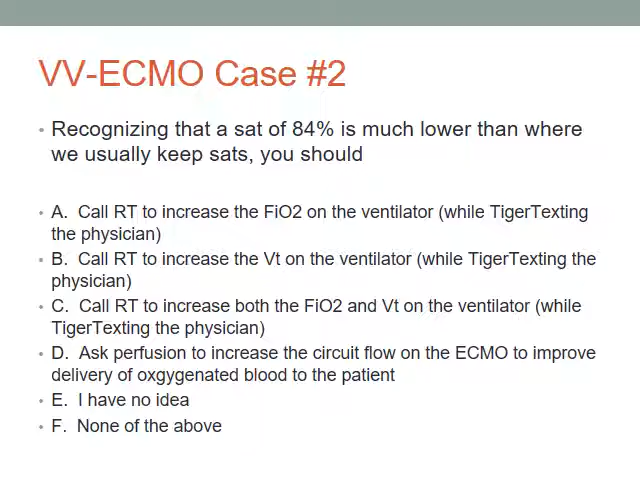 VV-ECMO Case #2
• Recognizing that a sat of 84% is much lower than where
we usually keep sats, you should
• A. Call RT to increase the FiO2 on the ventilator (while TigerTexting
the physician)
• B. Call RT to increase the Vt on the ventilator (while TigerTexting the
physician)
• C. Call RT to increase both the FiO2 and Vt on the ventilator (while
TigerTexting the physician)
• D. Ask perfusion to increase the circuit flow on the ECMO to improve
delivery of oxgygenated blood to the patient
• E. I have no idea
• F. None of the above